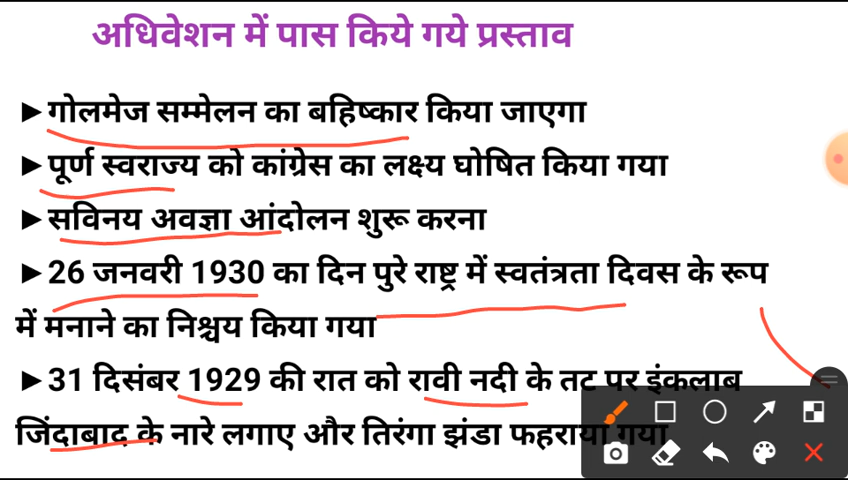 अधिवेशन में पास किये गये प्रस्ताव
►गोलमेज सम्मेलन का बहिष्कार किया जाएगा
►पूर्ण स्वराज्य को कांग्रेस का लक्ष्य घोषित किया गया
►सविनय अवज्ञा आंदोलन शुरू करना
►26 जनवरी 1930 का दिन पुरे राष्ट्र में स्वतंत्रता दिवस के रूप
में मनाने का निश्चय किया गया
►31 दिसंबर 1929 की रात को रावी नदी के तट पर इंकलाब
जिंदाबाद के नारे लगाए और तिरंगा झंडा फहराया गया